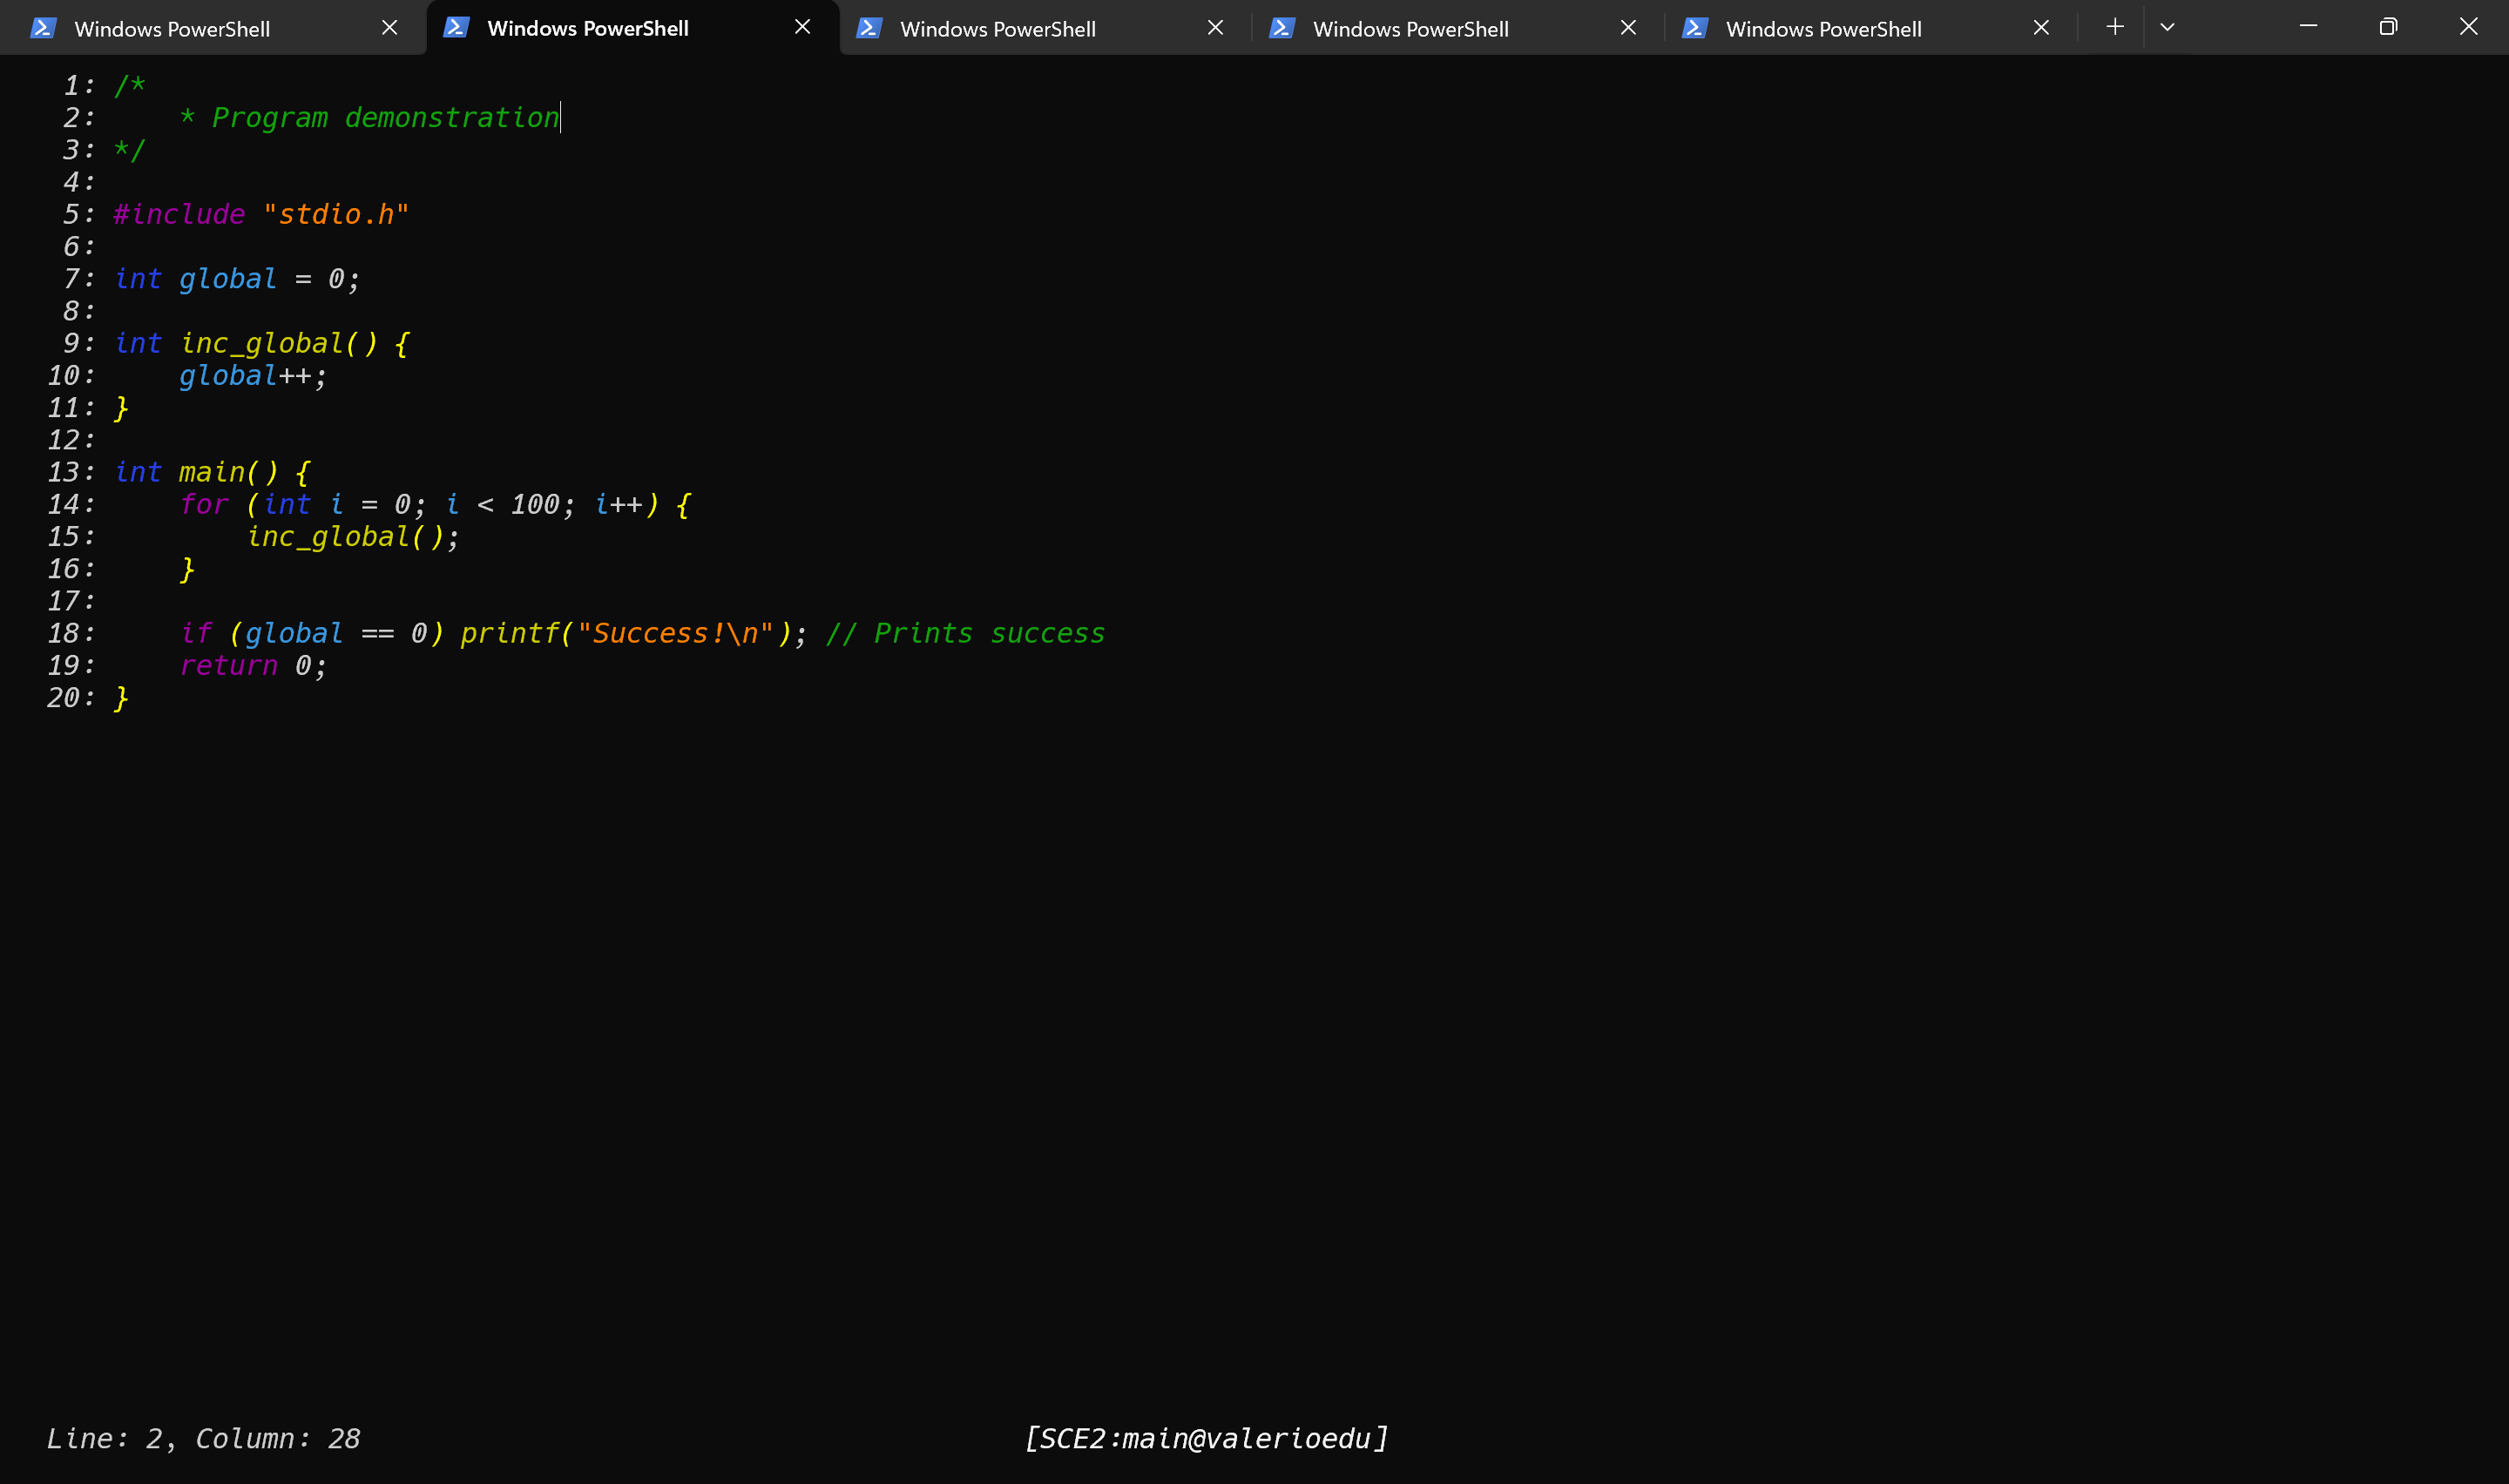 Windows PowerShell Windows PowerShell Windows PowerShell Windows PowerShell Windows PowerShell
1: /*
2:     * Program demonstration
3: */
4:
5: #include "stdio.h"
6:
7: int global = 0;
8:
9: int inc_global() {
10:     global++;
11: }
12:
13: int main() {
14:     for (int i = 0; i < 100; i++) {
15:         inc_global();
16:     }
17:
18:     if (global == 0) printf("Success!\n"); // Prints success
19:     return 0;
20: }
Line: 2, Column: 28 [SCE2:main@valerioedu]